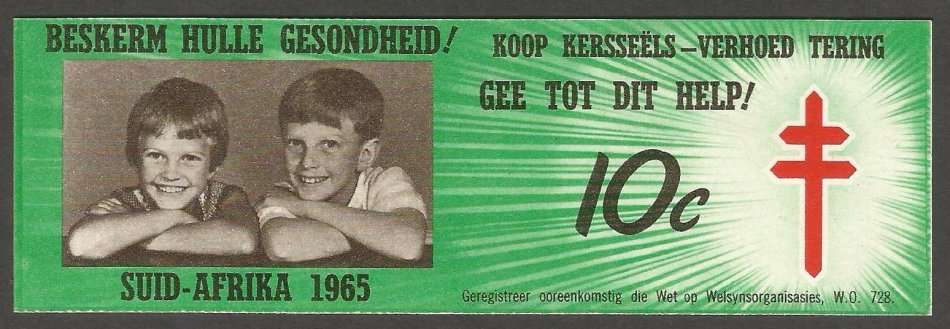 BESKERM HULLE GESONDHEID!
SUID-AFRIKA 1965
KOOP KERSSEËLS – VERHOED TERING
GEE TOT DIT HELP!
10c
Geregistreer ooreenkomstig die Wet op Welsynsorganisasies, W.O. 728.